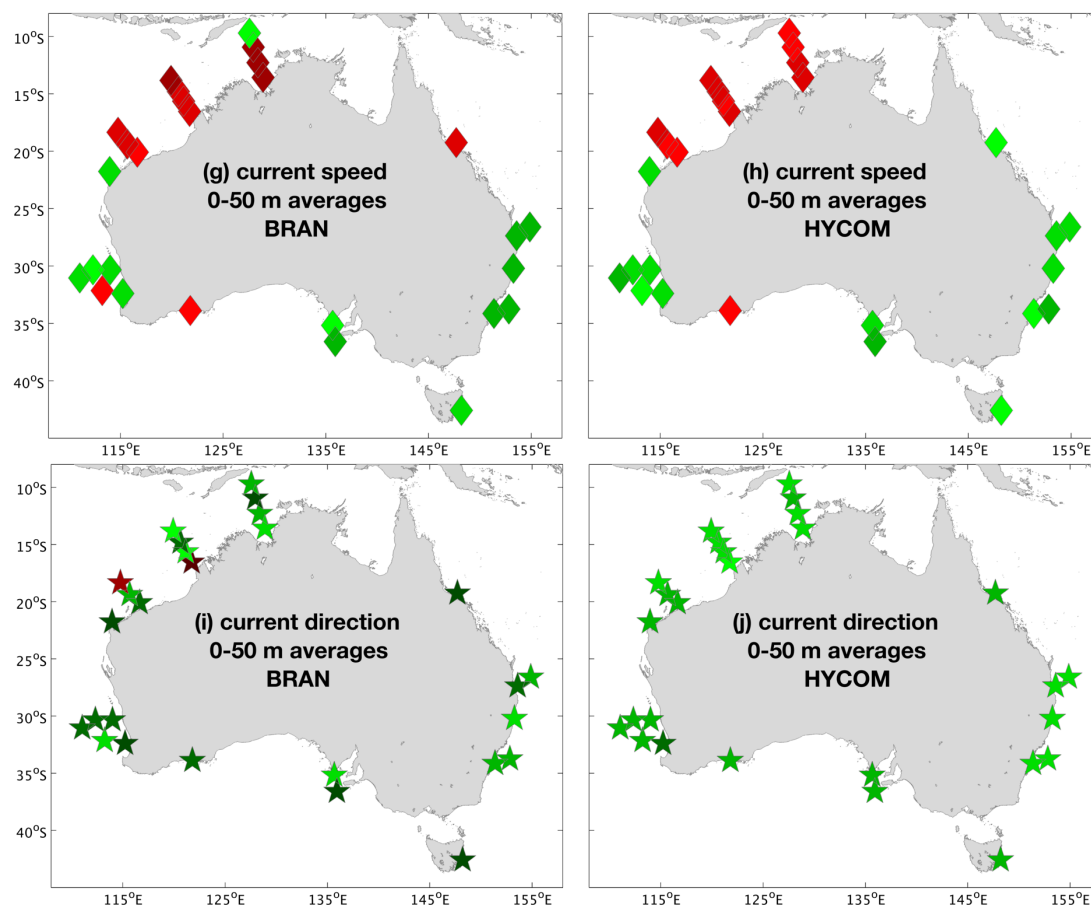 10°S
15°S
20°S
25°S
30°S
35°S
40°S
(g) current speed
0-50 m averages
BRAN
115°E
125°E
135°E
145°E
155°E
(h) current speed
0-50 m averages
HYCOM
115°E
125°E
135°E
145°E
155°E
10°S
15°S
20°S
25°S
30°S
35°S
40°S
(i) current direction
0-50 m averages
BRAN
115°E
125°E
135°E
145°E
155°E
(j) current direction
0-50 m averages
HYCOM
115°E
125°E
135°E
145°E
155°E